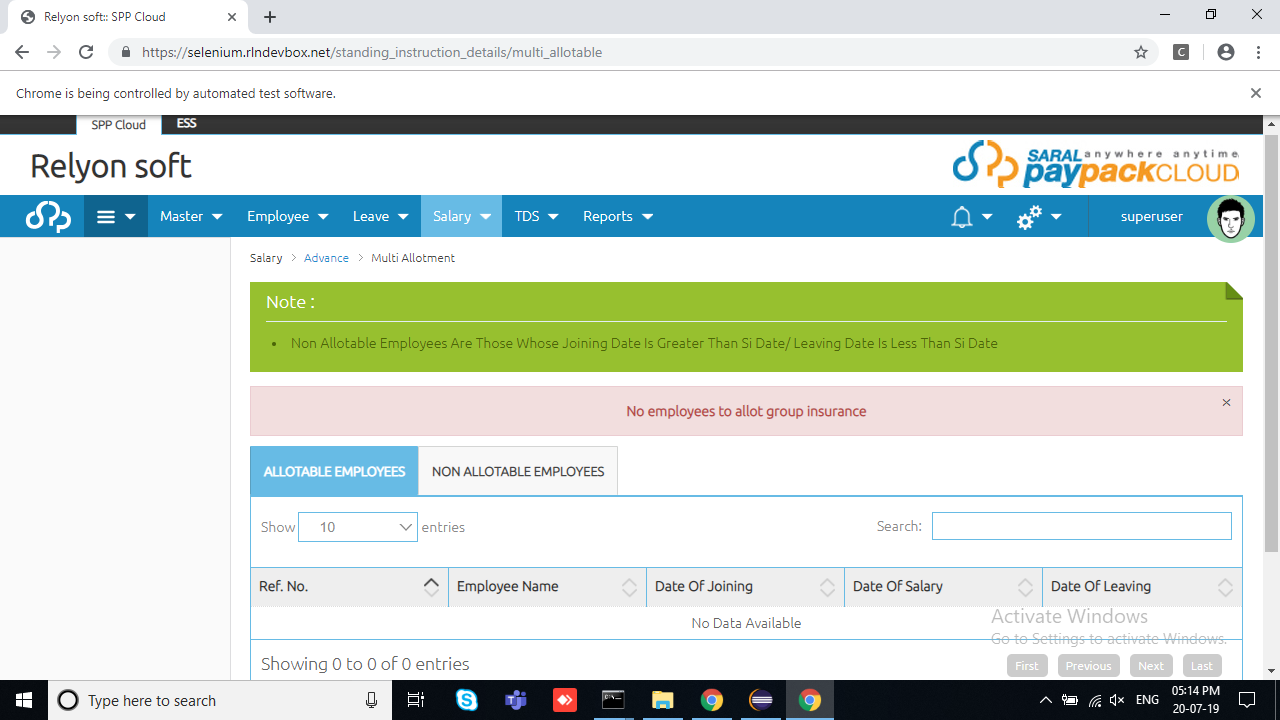 Relyon soft:: SPP Cloud
https://selenium.rlndevbox.net/standing_instruction_details/multi_allotable
C
Chrome is being controlled by automated test software.
SPP Cloud ESS
Relyon soft
SARAL anywhere anytime
paypackCLOUD
Master Employee Leave Salary TDS Reports superuser
Salary > Advance > Multi Allotment
Note :
• Non Allotable Employees Are Those Whose Joining Date Is Greater Than Si Date/ Leaving Date Is Less Than Si Date
No employees to allot group insurance ×
ALLOTABLE EMPLOYEES NON ALLOTABLE EMPLOYEES
Show 10 entries Search:
Ref. No. Employee Name Date Of Joining Date Of Salary Date Of Leaving
No Data Available
Activate Windows
Go to Settings to activate Windows.
Showing 0 to 0 of 0 entries First Previous Next Last
Type here to search ENG 05:14 PM
20-07-19